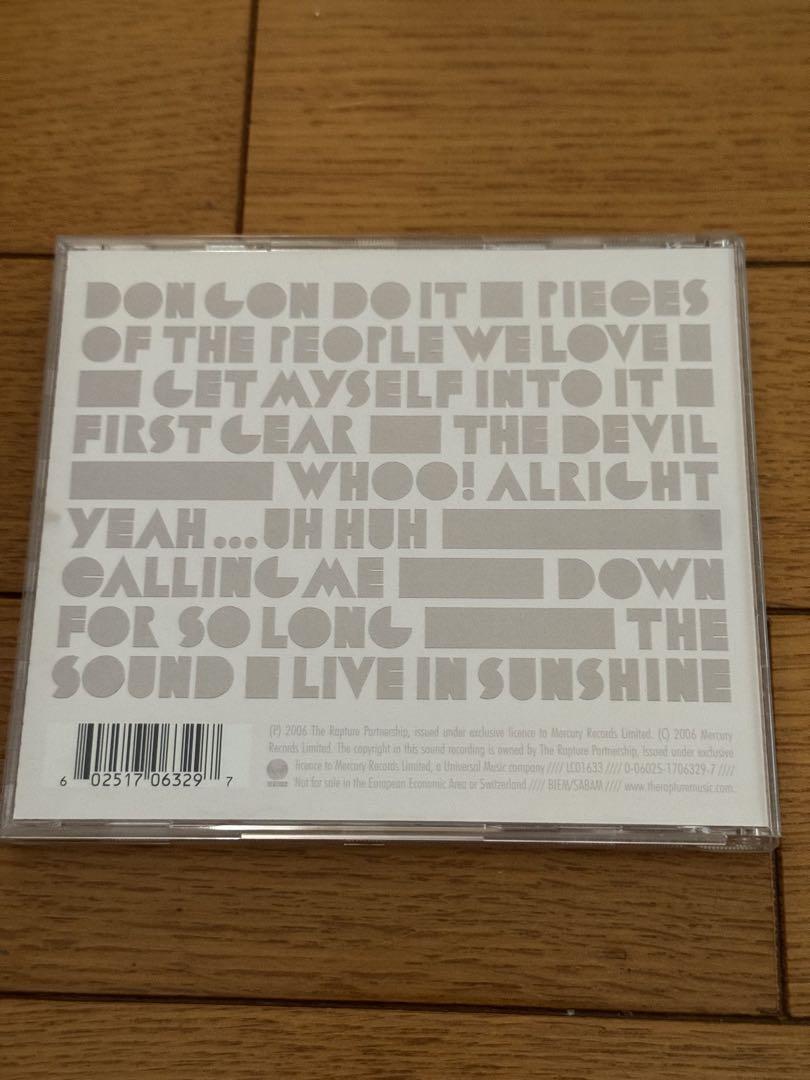 DON GON DO IT PIECES
OF THE PEOPLE WE LOVE
GET MYSELF INTO IT
FIRST GEAR THE DEVIL
WHOO! ALRIGHT
YEAH...UH HUH
CALLING ME DOWN
FOR SO LONG THE
SOUND LIVE IN SUNSHINE
6 02517 06329 7
(P) 2006 The Rapture Partnership, issued under exclusive licence to Mercury Records Limited. (C) 2006 Mercury
Records Limited. The copyright in this sound recording is owned by The Rapture Partnership, Issued under exclusive
licence to Mercury Records Limited, a Universal Music company //// LC01633 //// 0-06025-1706329-7 ////
Not for sale in the European Economic Area or Switzerland //// BIEM/SABAM //// www.therapturemusic.com.